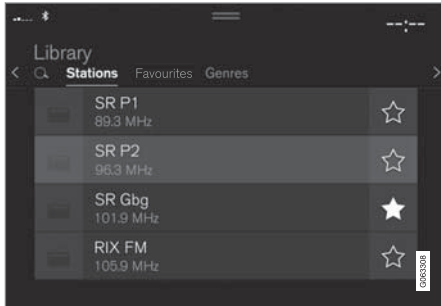 --:--
Library
Stations Favourites Genres
SR P1
89.3 MHz
SR P2
96.3 MHz
SR Gbg
101.9 MHz
RIX FM
105.9 MHz
G063308